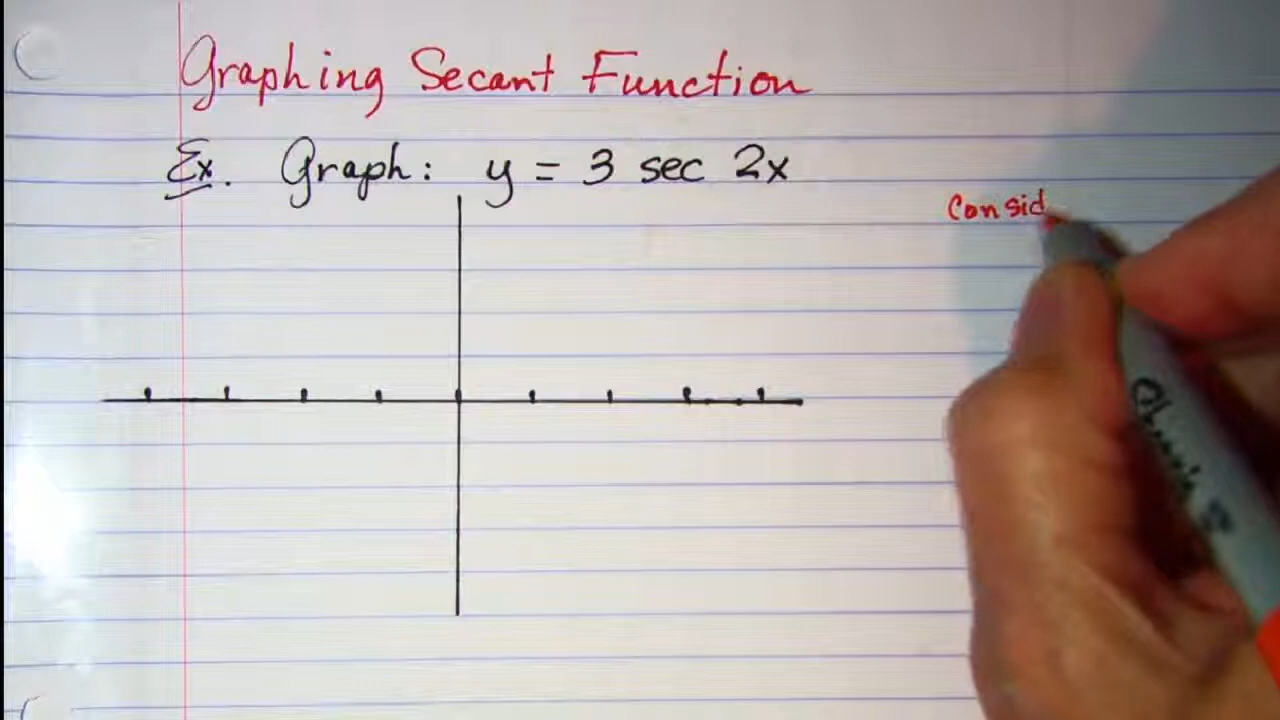 Graphing Secant Function
Ex. Graph: y = 3 sec 2x
Consid